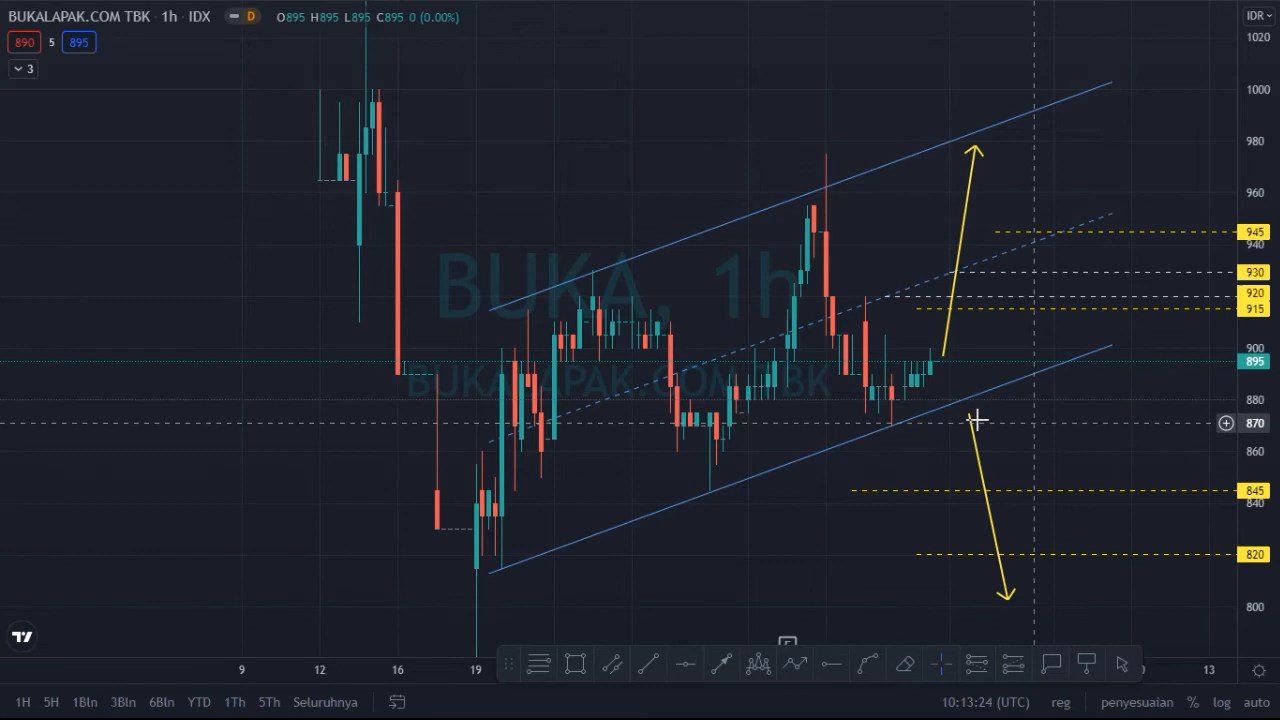 BUKALAPAK.COM TBK · 1h · IDX D O895 H895 L895 C895 0 (0.00%)
IDR
890 5 895
3
1020
1000
980
960
945
940
930
920
915
900
895
880
870
860
845
840
820
800
BUKA, 1h
BUKALAPAK.COM TBK
E
9 12 16 19 13
1H 5H 1Bln 3Bln 6Bln YTD 1Th 5Th Seluruhnya 10:13:24 (UTC) reg penyesuaian % log auto